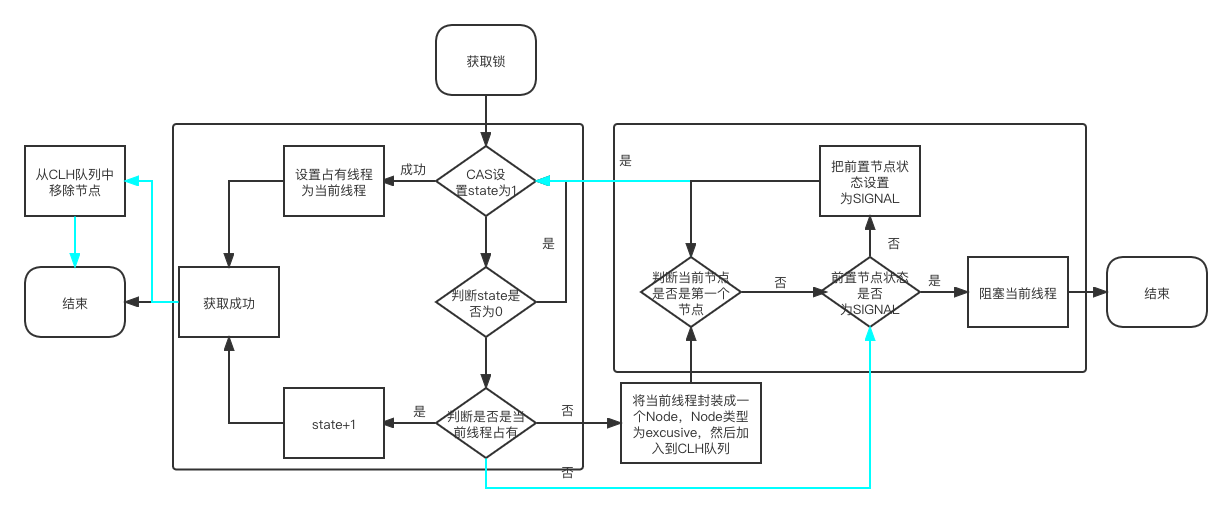 获取锁
从CLH队列中
移除节点
设置占有线程
为当前线程
成功
CAS设
置state为1
是
把前置节点状
态设置
为SIGNAL
是
否
结束
获取成功
判断state是
否为0
判断当前节点
是否是第一个
节点
否
前置节点状态
是否
为SIGNAL
是
阻塞当前线程
结束
state+1
是
判断是否是当
前线程占有
否
将当前线程封装成一
个Node，Node类型
为excusive，然后加
入到CLH队列
否